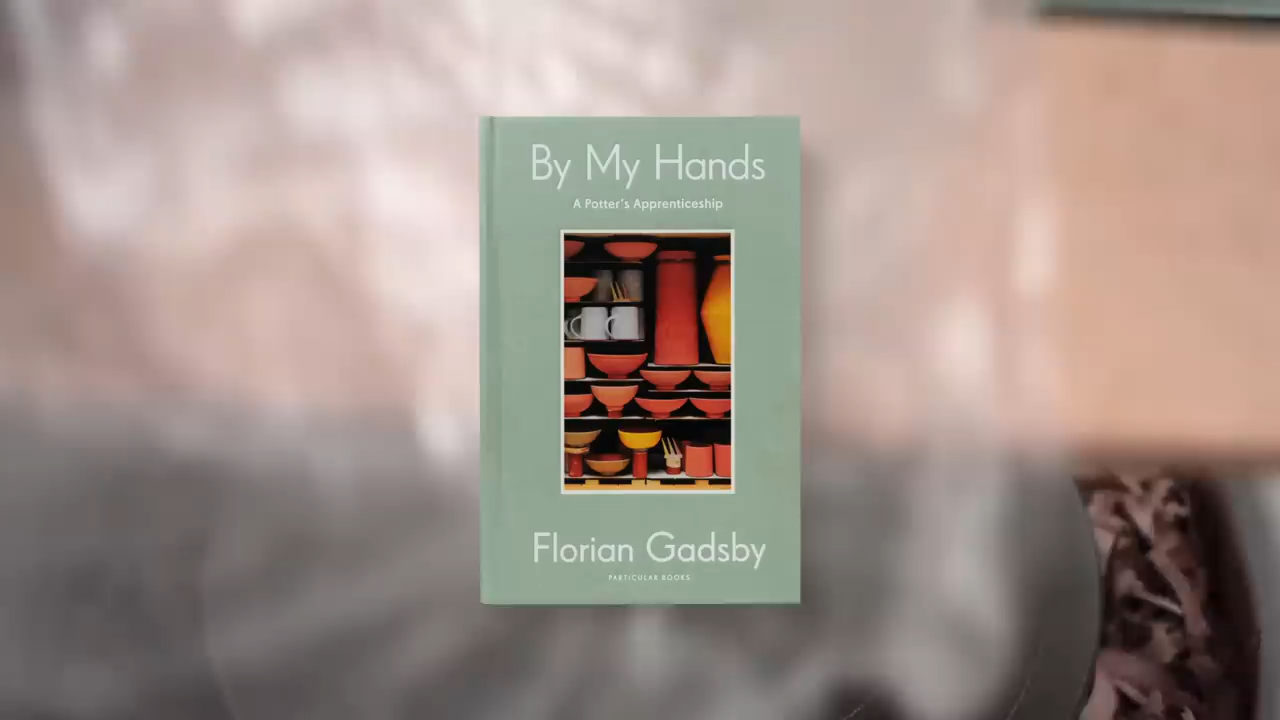 By My Hands
A Potter's Apprenticeship
Florian Gadsby
PARTICULAR BOOKS